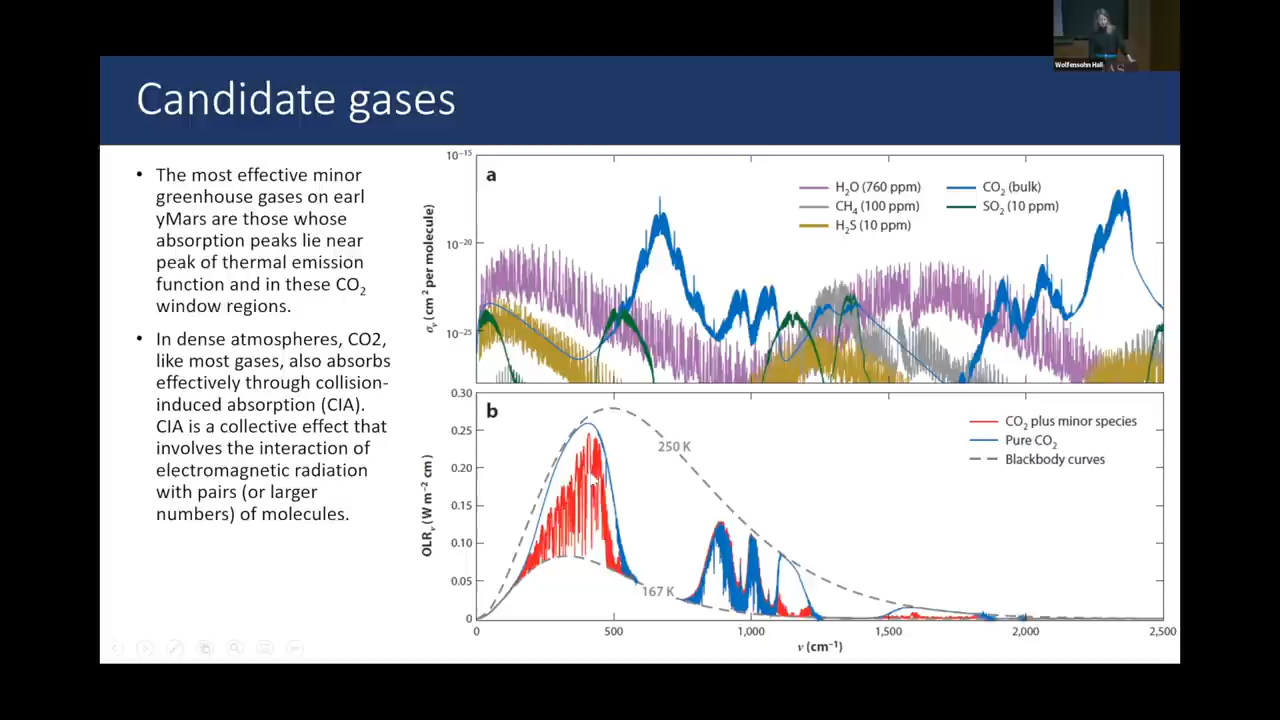 Wolfensohn Hall
Candidate gases
• The most effective minor
greenhouse gases on earl
yMars are those whose
absorption peaks lie near
peak of thermal emission
function and in these CO₂
window regions.
• In dense atmospheres, CO2,
like most gases, also absorbs
effectively through collision-
induced absorption (CIA).
CIA is a collective effect that
involves the interaction of
electromagnetic radiation
with pairs (or larger
numbers) of molecules.
a
H₂O (760 ppm)
CH₄ (100 ppm)
H₂S (10 ppm)
CO₂ (bulk)
SO₂ (10 ppm)
10⁻¹⁵
10⁻²⁰
10⁻²⁵
σᵥ (cm² per molecule)
b
CO₂ plus minor species
Pure CO₂
Blackbody curves
250 K
167 K
0.30
0.25
0.20
0.15
0.10
0.05
0
OLRᵥ (W m⁻² cm)
0 500 1,000 1,500 2,000 2,500
ν (cm⁻¹)